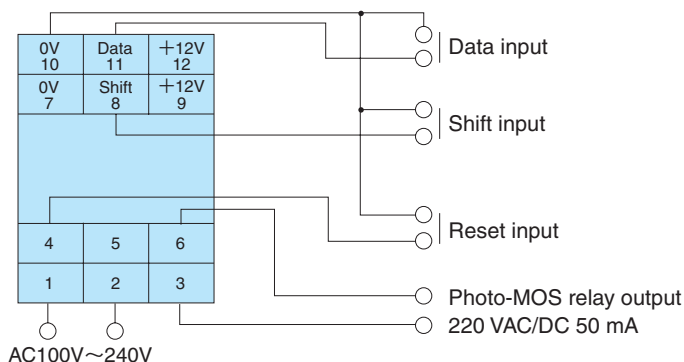 0V Data +12V
10 11 12
0V Shift +12V
7 8 9
4 5 6
1 2 3
AC100V～240V
Data input
Shift input
Reset input
Photo-MOS relay output
220 VAC/DC 50 mA